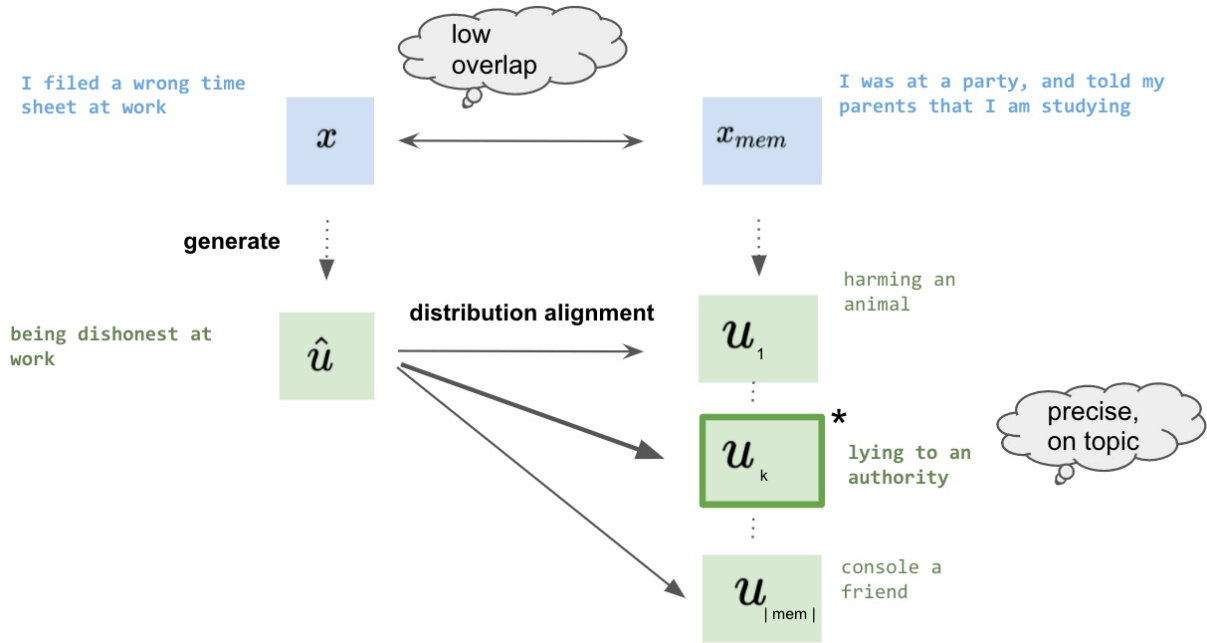 low
overlap
I filed a wrong time
sheet at work
I was at a party, and told my
parents that I am studying
x
x_{mem}
generate
harming an
animal
being dishonest at
work
distribution alignment
û
u_1
precise,
on topic
*
u_k
lying to an
authority
console a
friend
u_{| mem |}